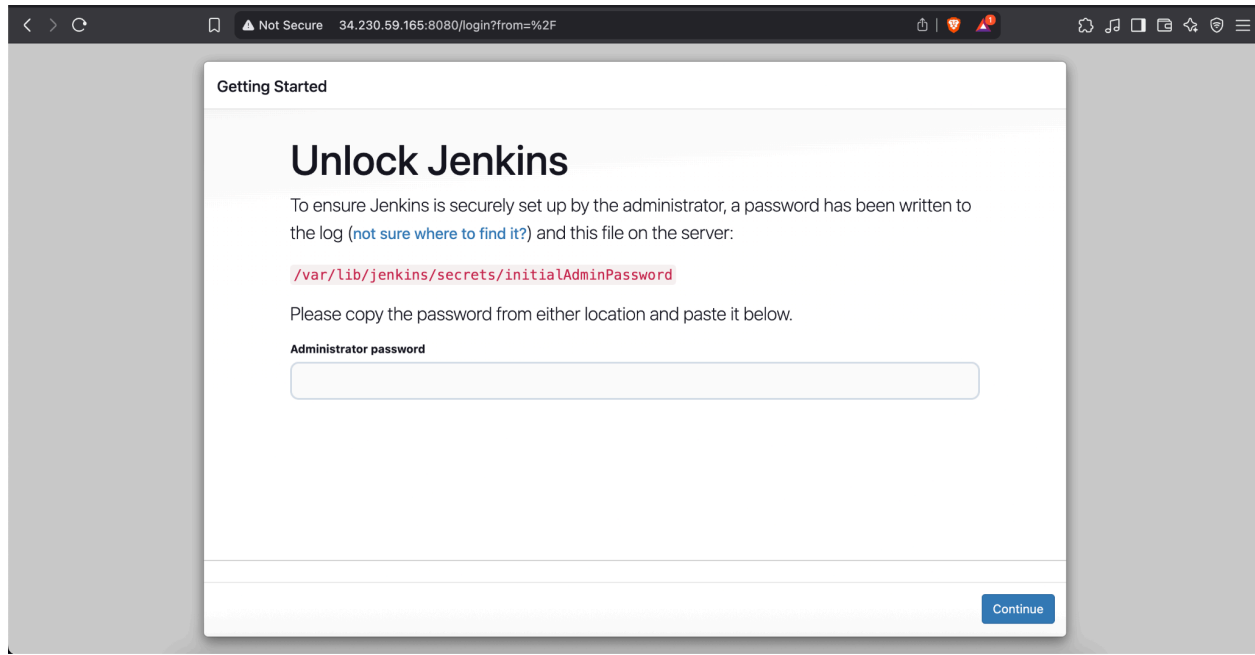 Not Secure 34.230.59.165:8080/login?from=%2F
1
Getting Started
Unlock Jenkins
To ensure Jenkins is securely set up by the administrator, a password has been written to
the log (not sure where to find it?) and this file on the server:
/var/lib/jenkins/secrets/initialAdminPassword
Please copy the password from either location and paste it below.
Administrator password
Continue